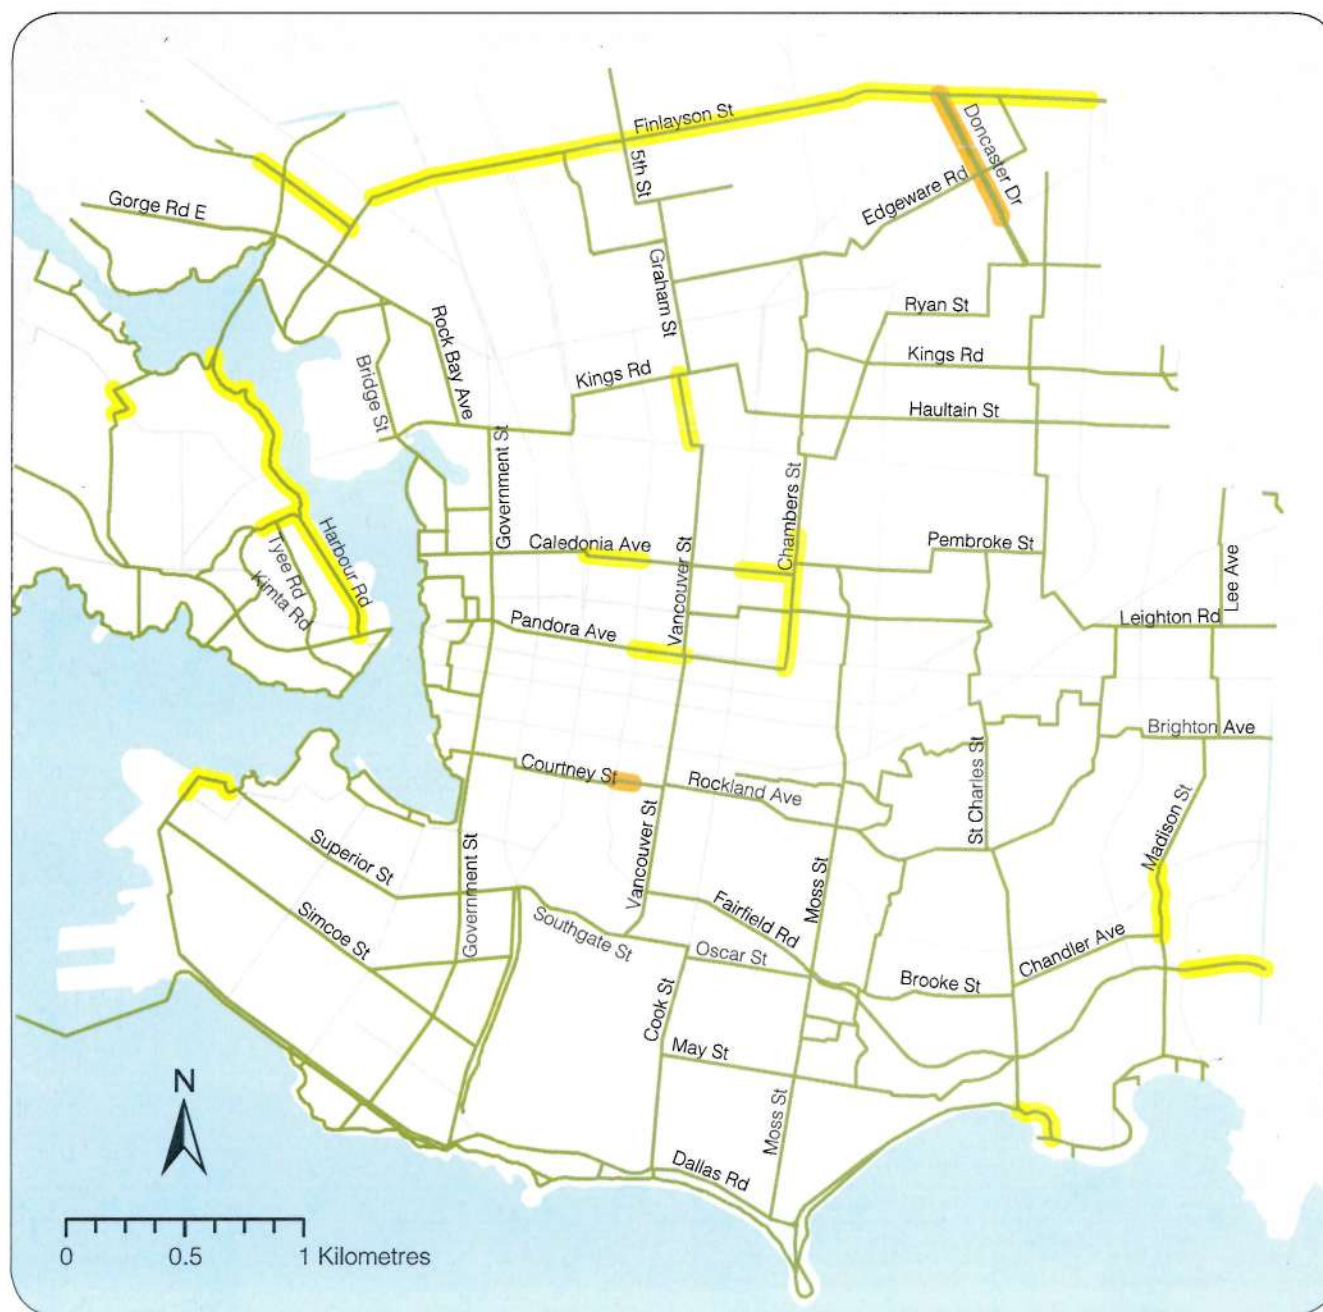 Finlayson St
5th St
Doncaster Dr
Edgeware Rd
Gorge Rd E
Graham St
Rock Bay Ave
Ryan St
Bridge St
Kings Rd
Kings Rd
Haultain St
Government St
Chambers St
Harbour Rd
Caledonia Ave
Pembroke St
Tyee Rd
Kimta Rd
Vancouver St
Lee Ave
Pandora Ave
Leighton Rd
Brighton Ave
St Charles St
Courtney St
Rockland Ave
Madison St
Superior St
Government St
Vancouver St
Moss St
Simcoe St
Southgate St
Fairfield Rd
Oscar St
Chandler Ave
Brooke St
Cook St
May St
N
Moss St
Dallas Rd
0 0.5 1 Kilometres